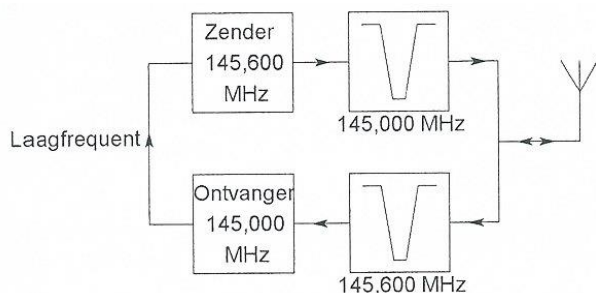 Zender
145,600
MHz
145,000 MHz
Laagfrequent
Ontvanger
145,000
MHz
145,600 MHz